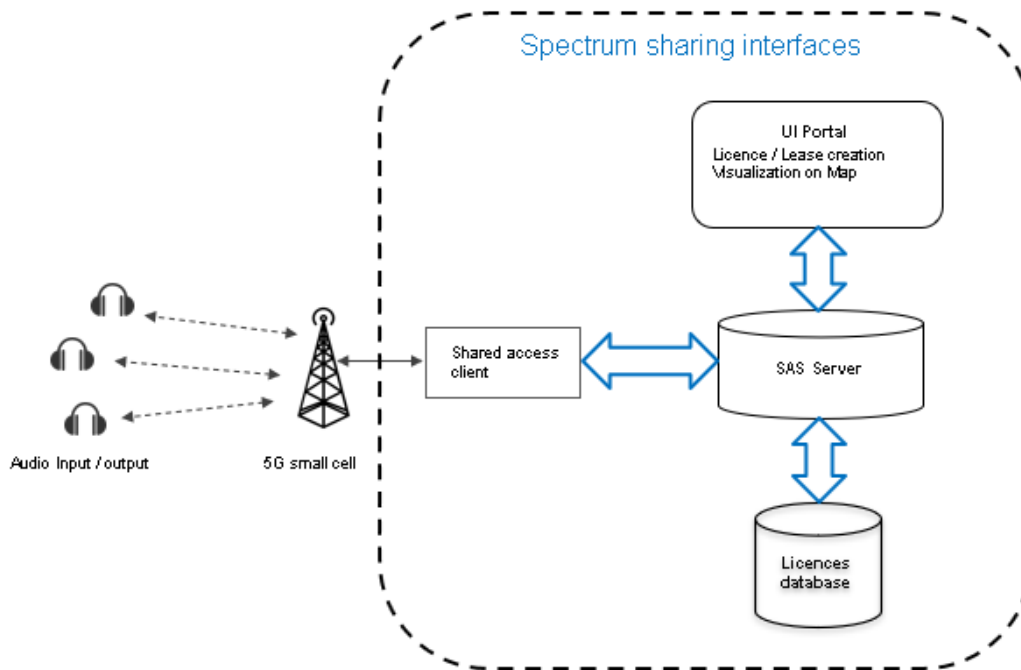 Spectrum sharing interfaces
UI Portal
Licence / Lease creation
Visualization on Map
Shared access
client
SAS Server
Audio Input / output
5G small cell
Licences
database